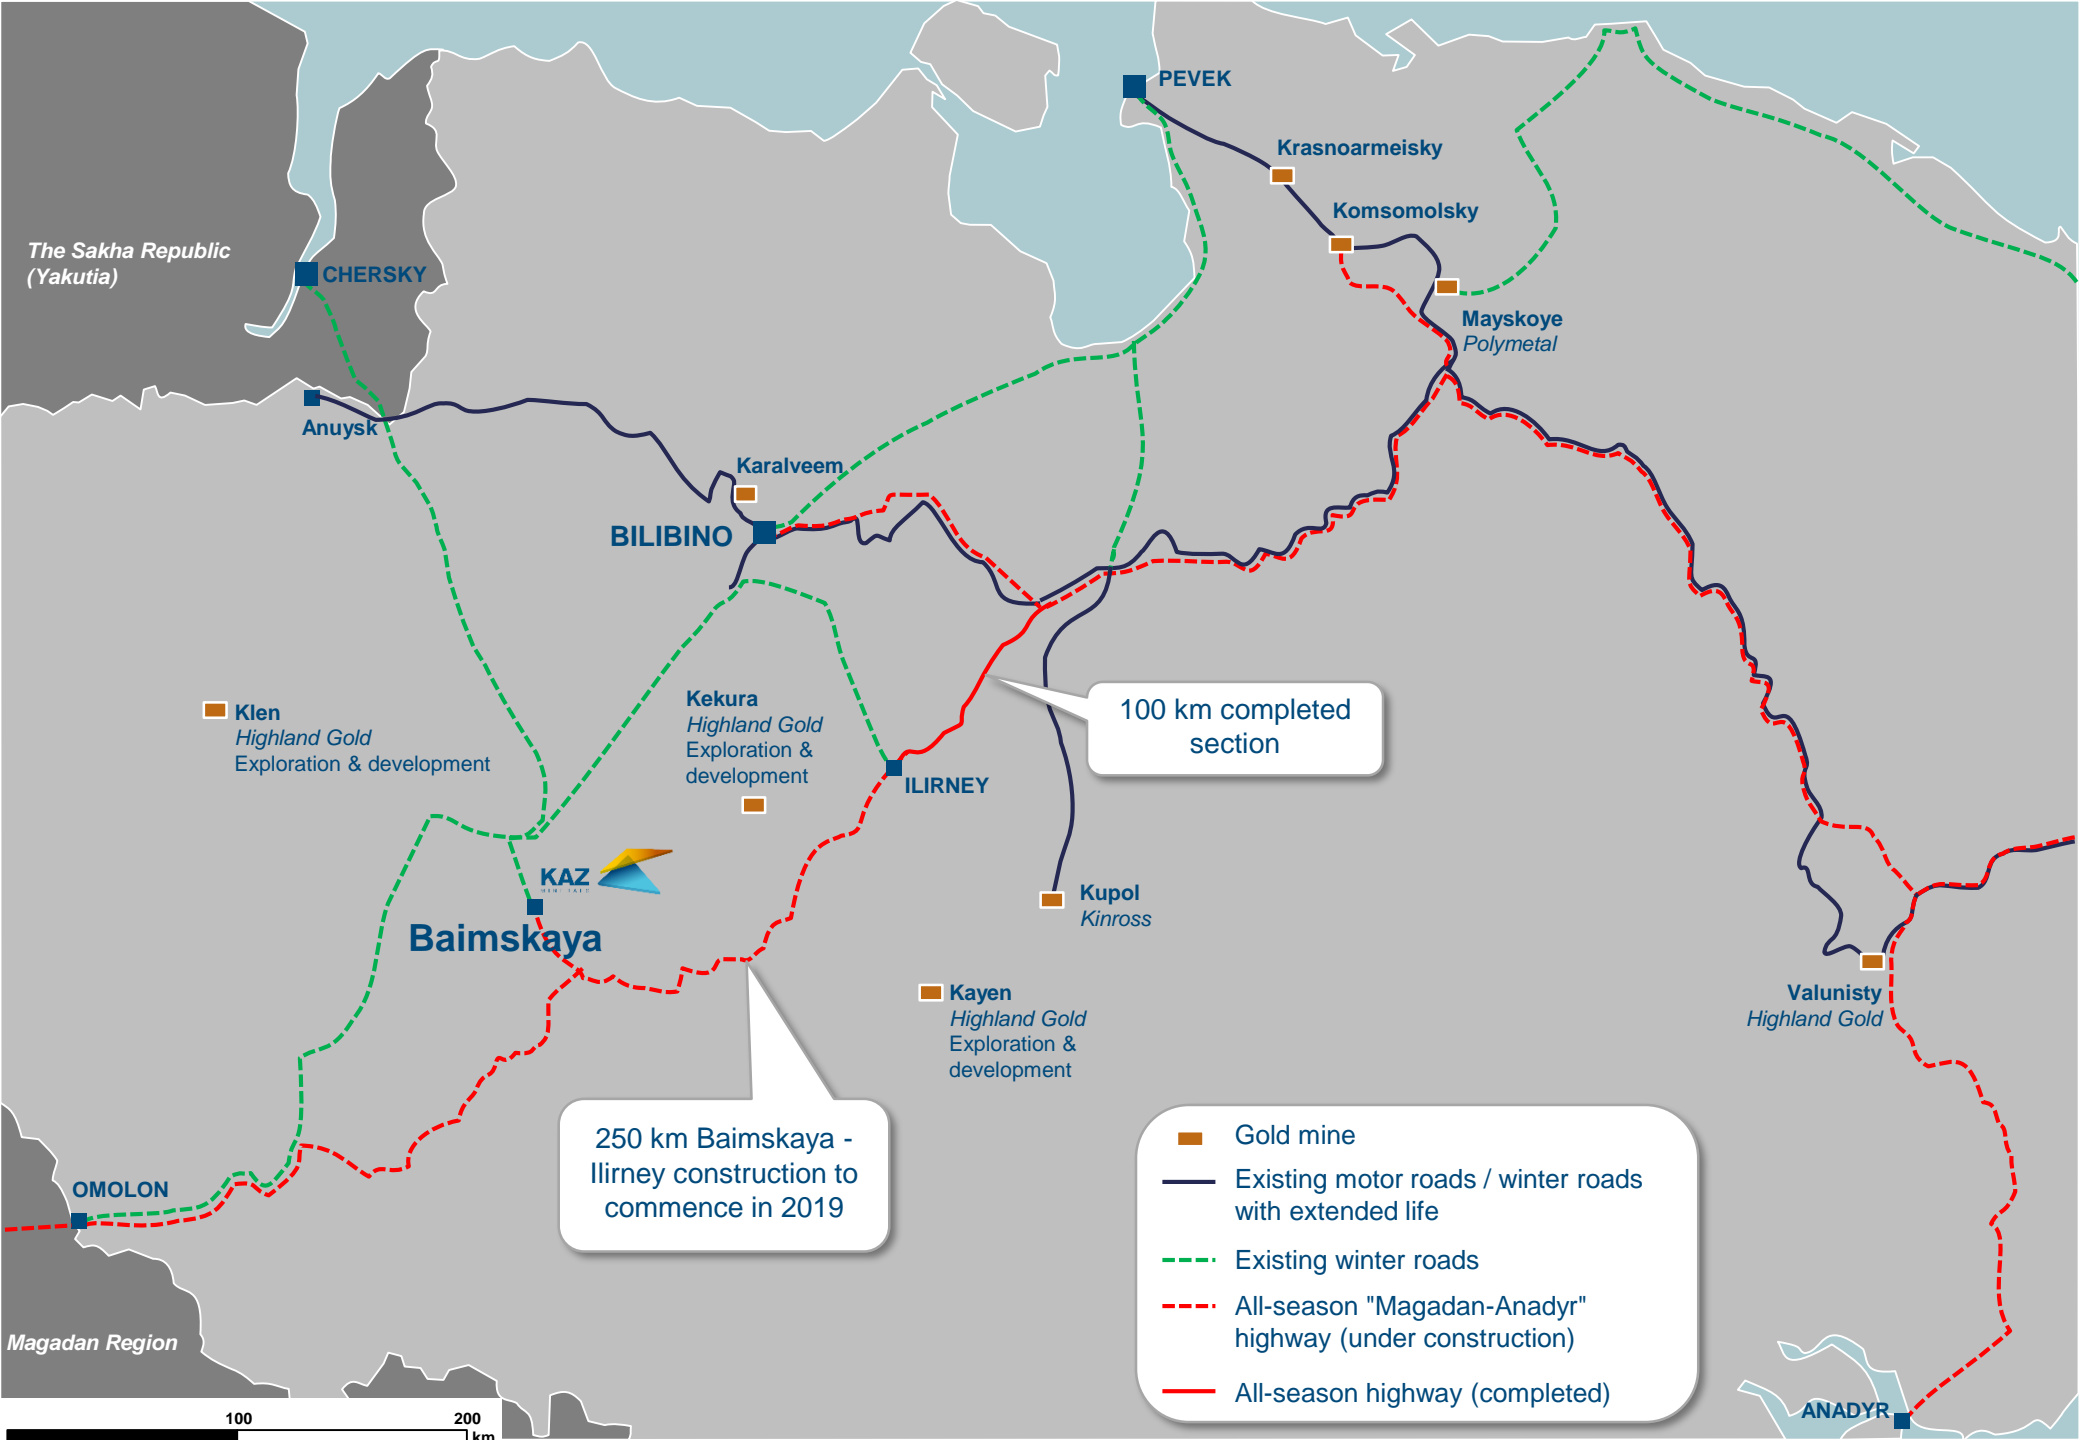 PEVEK
Krasnoarmeisky
Komsomolsky
The Sakha Republic
(Yakutia)
CHERSKY
Mayskoye
Polymetal
Anuysk
Karalveem
BILIBINO
Klen
Highland Gold
Exploration & development
Kekura
Highland Gold
Exploration &
development
100 km completed
section
ILIRNEY
KAZ
Baimskaya
Kupol
Kinross
Kayen
Highland Gold
Exploration &
development
Valunisty
Highland Gold
250 km Baimskaya -
Ilirney construction to
commence in 2019
OMOLON
Magadan Region
Gold mine
Existing motor roads / winter roads
with extended life
Existing winter roads
All-season "Magadan-Anadyr"
highway (under construction)
All-season highway (completed)
ANADYR
100
200
km